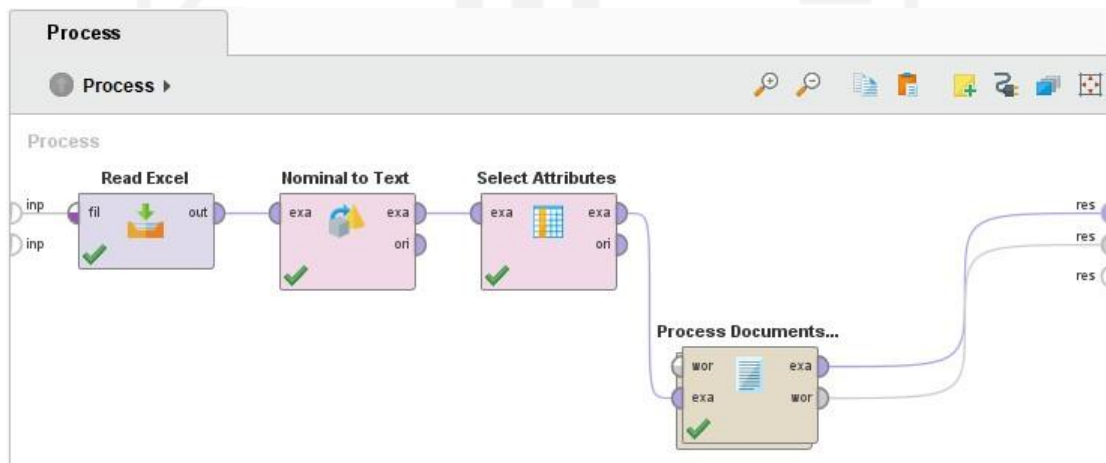 Process
Process
Process
Read Excel
Nominal to Text
Select Attributes
inp
fil
out
exa
exa
exa
exa
res
inp
ori
ori
res
res
Process Documents...
wor
exa
exa
wor